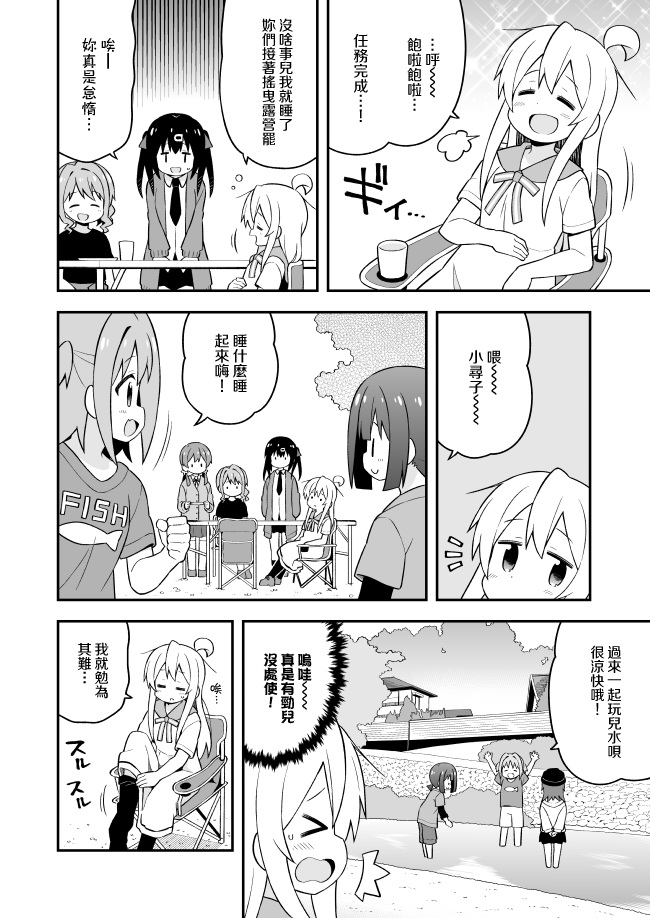 …呼〜〜
飽啦飽啦…
任務完成…！
ギイ…
沒啥事兒我就睡了
妳們接著搖曳露營罷
唉──
妳真是怠惰…
喂〜〜〜
小尋子〜〜〜
睡什麼睡
起來嗨！
FISH
過來一起玩兒水唄
很涼快哦！
嗚哇〜〜
真是有勁兒
沒處使！
我就勉為
其難…
唉…
スル
スル